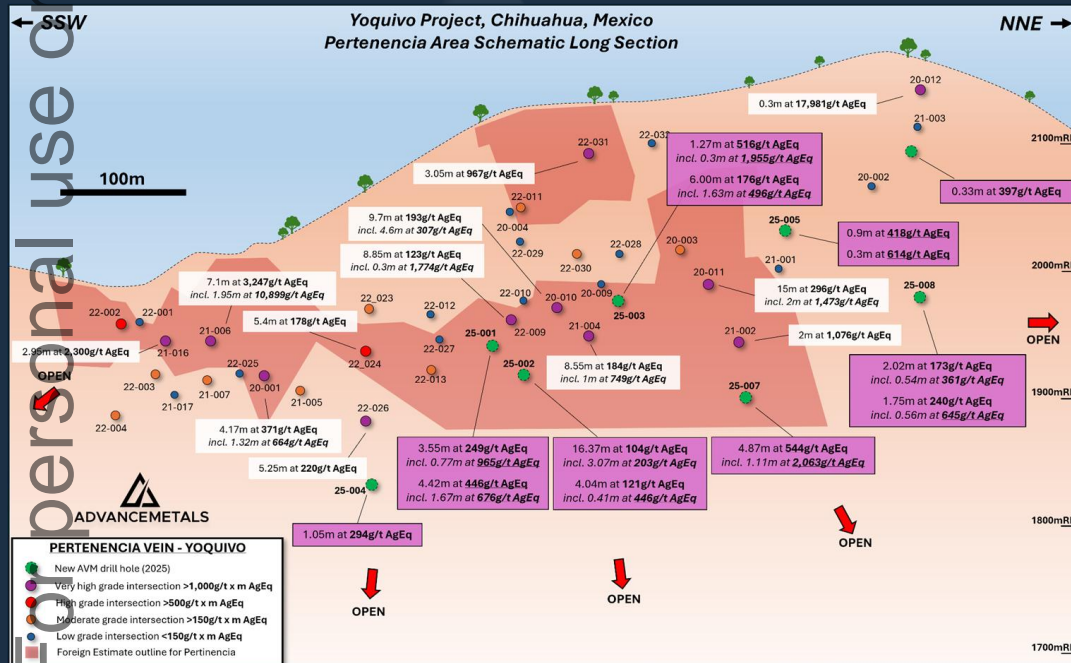 For personal use on
← SSW
Yoquivo Project, Chihuahua, Mexico
Pertenencia Area Schematic Long Section
NNE →
100m
20-012
0.3m at 17,981g/t AgEq
21-003
2100mRL
22-031
3.05m at 967g/t AgEq
1.27m at 516g/t AgEq
incl. 0.3m at 1,955g/t AgEq
6.00m at 176g/t AgEq
incl. 1.63m at 496g/t AgEq
20-002
0.33m at 397g/t AgEq
22-011
20-004
22-029
9.7m at 193g/t AgEq
incl. 4.6m at 307g/t AgEq
8.85m at 123g/t AgEq
incl. 0.3m at 1,774g/t AgEq
22-030
22-028
20-003
25-005
0.9m at 418g/t AgEq
0.3m at 614g/t AgEq
21-001
2000mRL
7.1m at 3,247g/t AgEq
incl. 1.95m at 10,899g/t AgEq
20-011
15m at 296g/t AgEq
incl. 2m at 1,473g/t AgEq
25-008
22-002
22-001
21-006
5.4m at 178g/t AgEq
22_023
22-012
22-010
20-010
20-009
25-003
2.95m at 2,300g/t AgEq
21-016
22_024
22-027
25-001
22-009
21-004
21-002
2m at 1,076g/t AgEq
OPEN
OPEN
22-003
22-025
20-001
21-007
21-017
21-005
22-013
25-002
8.55m at 184g/t AgEq
incl. 1m at 749g/t AgEq
25-007
2.02m at 173g/t AgEq
incl. 0.54m at 361g/t AgEq
1.75m at 240g/t AgEq
incl. 0.56m at 645g/t AgEq
1900mRL
22-004
4.17m at 371g/t AgEq
incl. 1.32m at 664g/t AgEq
22-026
5.25m at 220g/t AgEq
25-004
3.55m at 249g/t AgEq
incl. 0.77m at 965g/t AgEq
4.42m at 446g/t AgEq
incl. 1.67m at 676g/t AgEq
16.37m at 104g/t AgEq
incl. 3.07m at 203g/t AgEq
4.04m at 121g/t AgEq
incl. 0.41m at 446g/t AgEq
4.87m at 544g/t AgEq
incl. 1.11m at 2,063g/t AgEq
ADVANCEMETALS
1.05m at 294g/t AgEq
1800mRL
OPEN
OPEN
OPEN
PERTENENCIA VEIN - YOQUIVO
New AVM drill hole (2025)
Very high grade intersection >1,000g/t x m AgEq
High grade intersection >500g/t x m AgEq
Moderate grade intersection >150g/t x m AgEq
Low grade intersection <150g/t x m AgEq
Foreign Estimate outline for Pertinencia
1700mRL